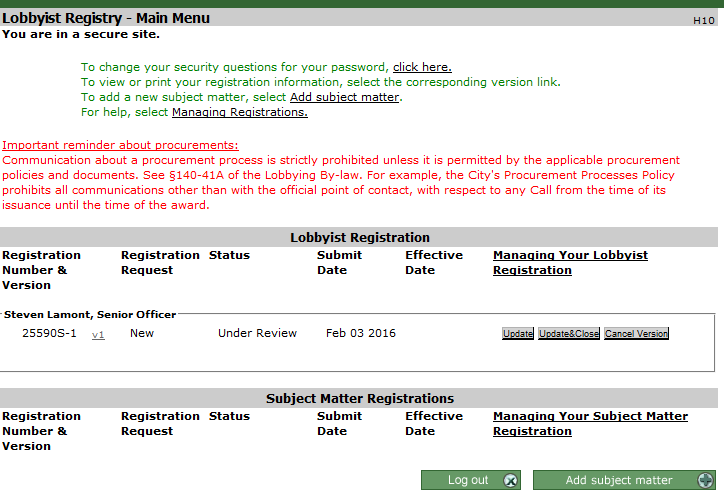 Lobbyist Registry - Main Menu H10
You are in a secure site.
To change your security questions for your password, click here.
To view or print your registration information, select the corresponding version link.
To add a new subject matter, select Add subject matter.
For help, select Managing Registrations.
Important reminder about procurements:
Communication about a procurement process is strictly prohibited unless it is permitted by the applicable procurement
policies and documents. See §140-41A of the Lobbying By-law. For example, the City's Procurement Processes Policy
prohibits all communications other than with the official point of contact, with respect to any Call from the time of its
issuance until the time of the award.
Lobbyist Registration
Registration Registration Status Submit Effective Managing Your Lobbyist
Number & Request Date Date Registration
Version
Steven Lamont, Senior Officer
25590S-1 v1 New Under Review Feb 03 2016 Update Update&Close Cancel Version
Subject Matter Registrations
Registration Registration Status Submit Effective Managing Your Subject Matter
Number & Request Date Date Registration
Version
Log out Add subject matter